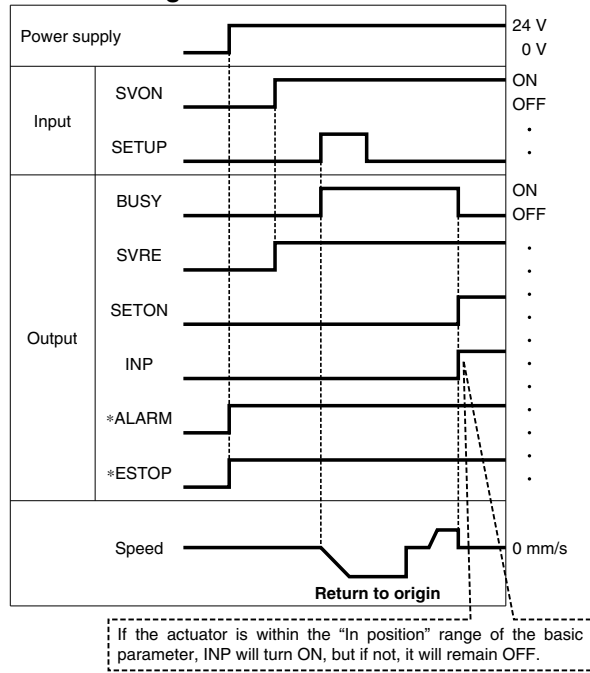 Power supply
24 V
0 V
Input
SVON
ON
OFF
SETUP
Output
BUSY
ON
OFF
SVRE
SETON
INP
*ALARM
*ESTOP
Speed
0 mm/s
Return to origin
If the actuator is within the “In position” range of the basic
parameter, INP will turn ON, but if not, it will remain OFF.